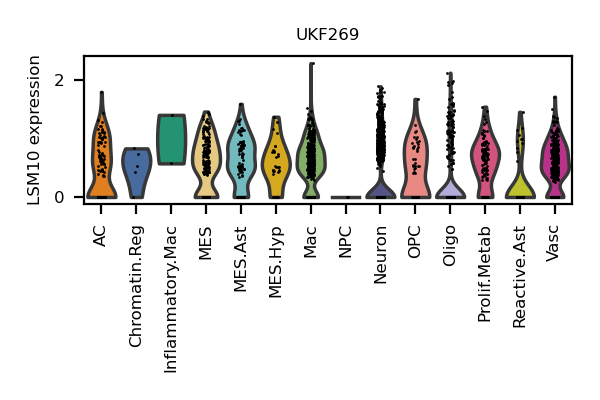 UKF269
LSM10 expression
2
0
AC
Chromatin.Reg
Inflammatory.Mac
MES
MES.Ast
MES.Hyp
Mac
NPC
Neuron
OPC
Oligo
Prolif.Metab
Reactive.Ast
Vasc